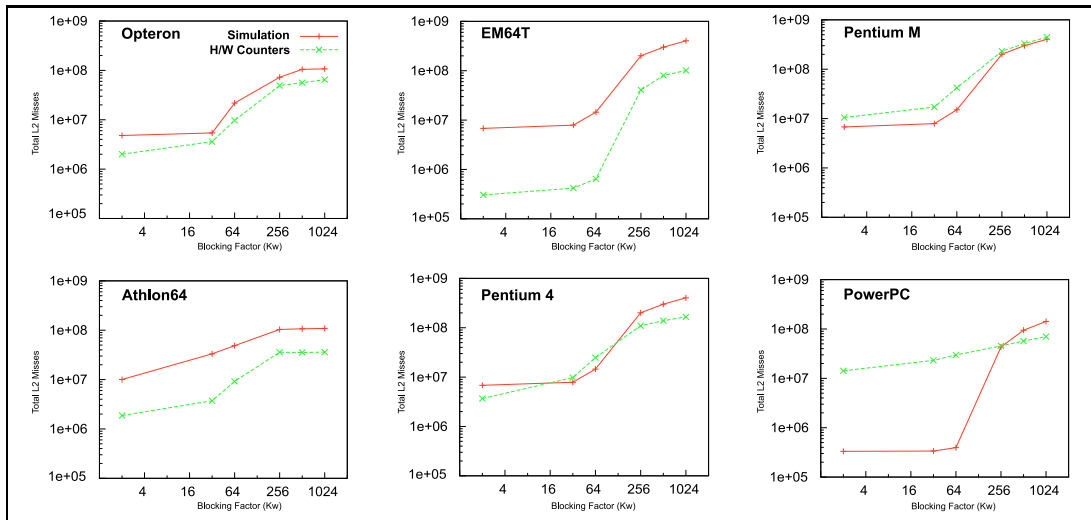 Opteron
Simulation
H/W Counters
Total L2 Misses
1e+09
1e+08
1e+07
1e+06
1e+05
4 16 64 256 1024
Blocking Factor (Kw)
EM64T
Total L2 Misses
1e+09
1e+08
1e+07
1e+06
1e+05
4 16 64 256 1024
Blocking Factor (Kw)
Pentium M
Total L2 Misses
1e+09
1e+08
1e+07
1e+06
1e+05
4 16 64 256 1024
Blocking Factor (Kw)
Athlon64
Total L2 Misses
1e+09
1e+08
1e+07
1e+06
1e+05
4 16 64 256 1024
Blocking Factor (Kw)
Pentium 4
Total L2 Misses
1e+09
1e+08
1e+07
1e+06
1e+05
4 16 64 256 1024
Blocking Factor (Kw)
PowerPC
Total L2 Misses
1e+09
1e+08
1e+07
1e+06
1e+05
4 16 64 256 1024
Blocking Factor (Kw)